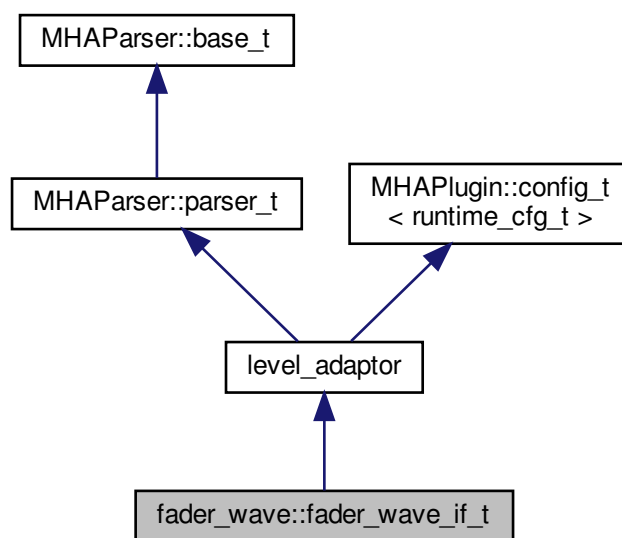 MHAParser::base_t
MHAParser::parser_t
MHAPlugin::config_t
< runtime_cfg_t >
level_adaptor
fader_wave::fader_wave_if_t